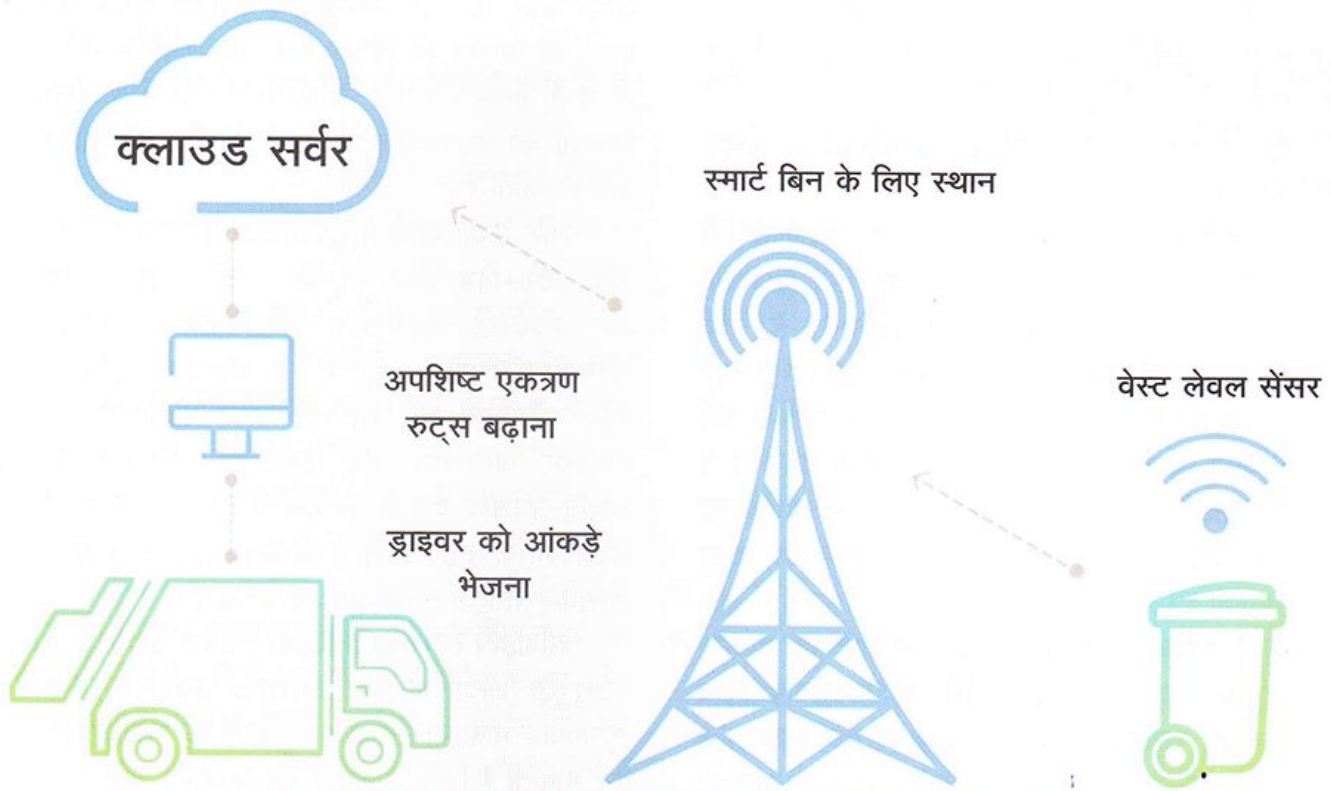 क्लाउड सर्वर
स्मार्ट बिन के लिए स्थान
अपशिष्ट एकत्रण
रुट्स बढ़ाना
वेस्ट लेवल सेंसर
ड्राइवर को आंकड़े
भेजना